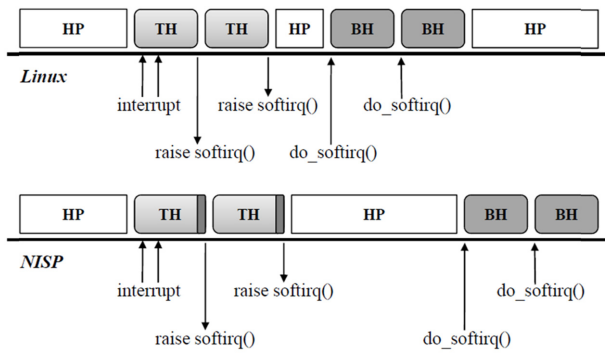 HP TH TH HP BH BH HP
Linux
interrupt raise softirq() do_softirq()
raise softirq() do_softirq()
HP TH TH HP BH BH
NISP
interrupt raise softirq() do_softirq()
raise softirq() do_softirq()